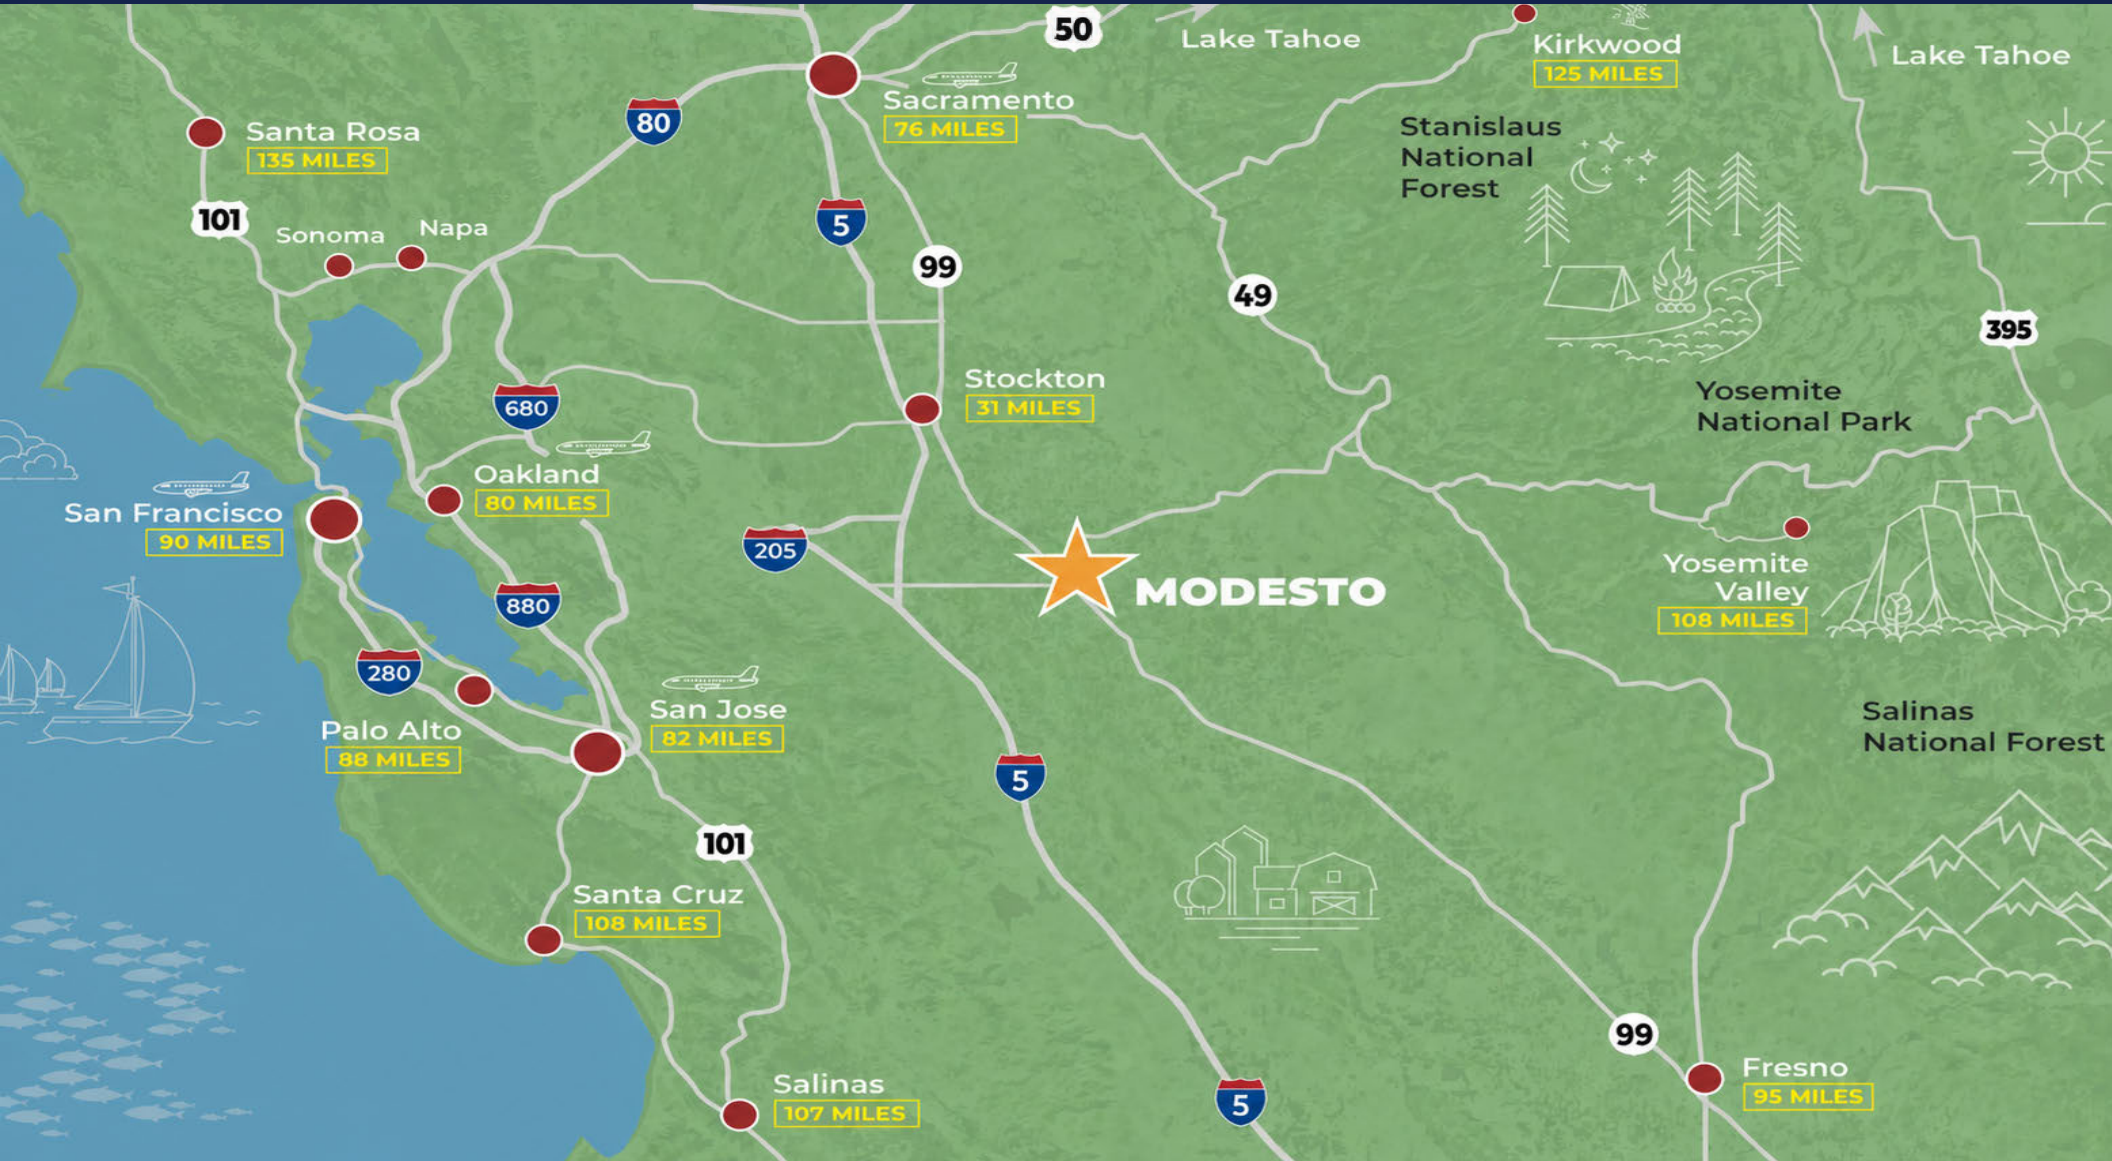 50
Lake Tahoe
Kirkwood
125 MILES
Lake Tahoe
Sacramento
76 MILES
80
Santa Rosa
135 MILES
Stanislaus
National
Forest
101
Sonoma
Napa
5
99
49
395
Stockton
31 MILES
680
Yosemite
National Park
Oakland
80 MILES
San Francisco
90 MILES
205
MODESTO
Yosemite
Valley
108 MILES
880
280
Palo Alto
88 MILES
San Jose
82 MILES
Salinas
National Forest
5
101
Santa Cruz
108 MILES
99
Fresno
95 MILES
Salinas
107 MILES
5